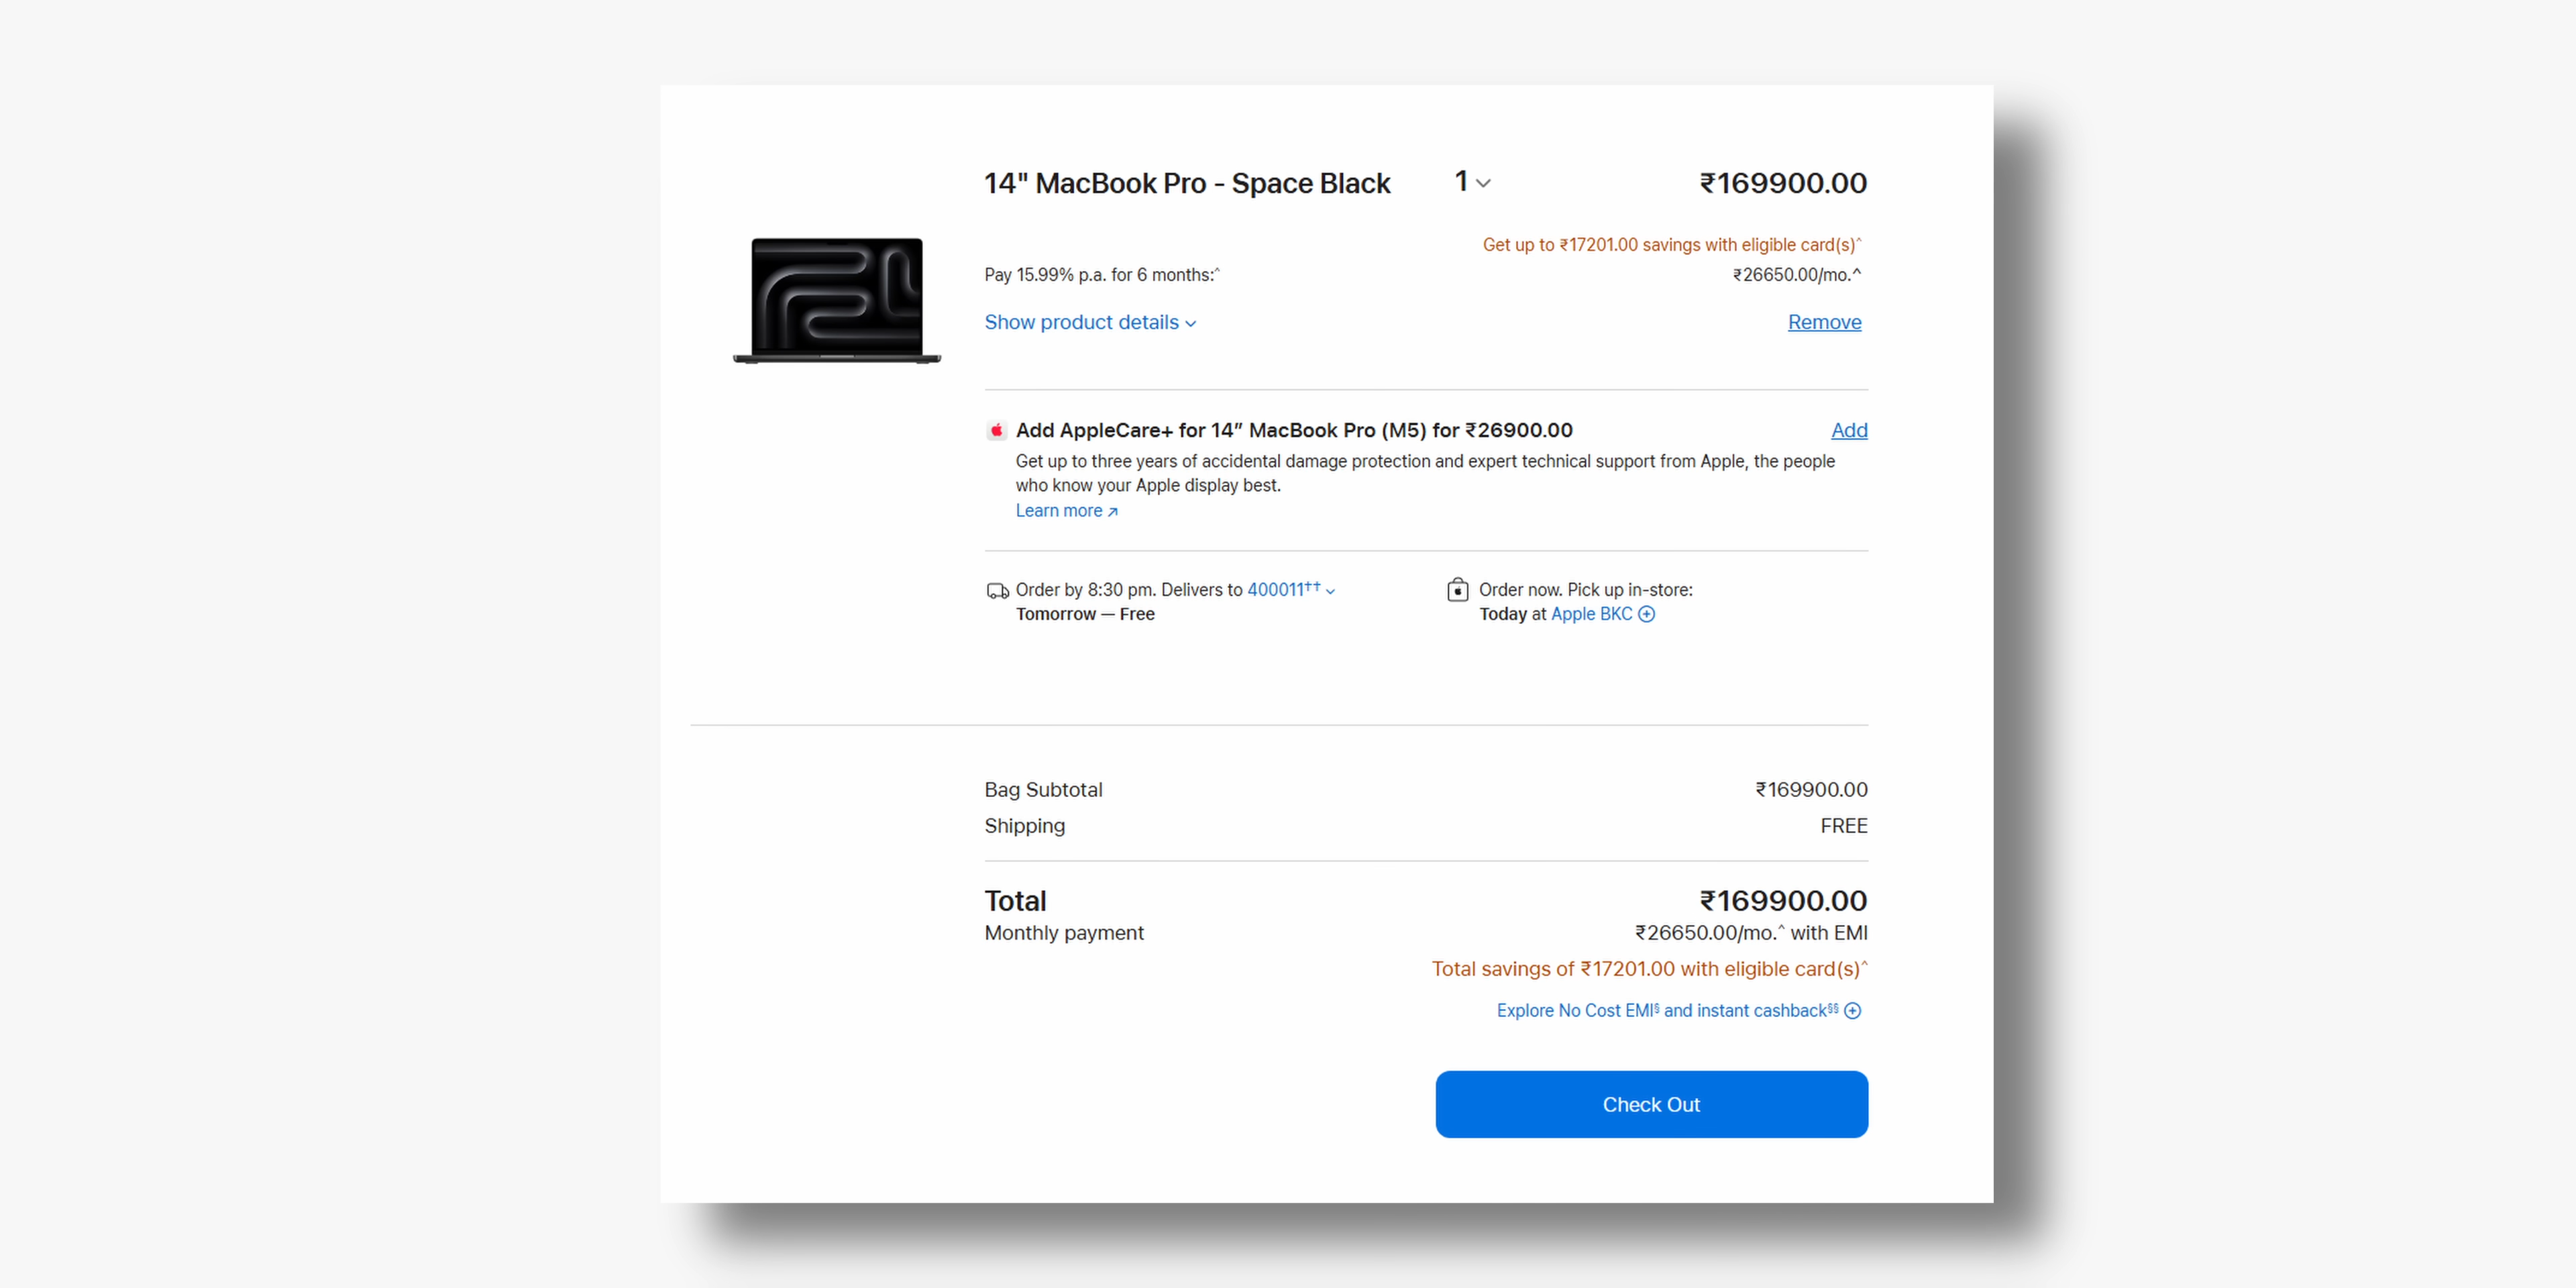 14" MacBook Pro - Space Black 1 ₹169900.00
Get up to ₹17201.00 savings with eligible card(s)^
Pay 15.99% p.a. for 6 months:^ ₹26650.00/mo.^
Show product details Remove
Add AppleCare+ for 14” MacBook Pro (M5) for ₹26900.00 Add
Get up to three years of accidental damage protection and expert technical support from Apple, the people
who know your Apple display best.
Learn more ↗
Order by 8:30 pm. Delivers to 400011††
Tomorrow — Free
Order now. Pick up in-store:
Today at Apple BKC
Bag Subtotal ₹169900.00
Shipping FREE
Total ₹169900.00
Monthly payment ₹26650.00/mo.^ with EMI
Total savings of ₹17201.00 with eligible card(s)^
Explore No Cost EMI§ and instant cashback§§
Check Out